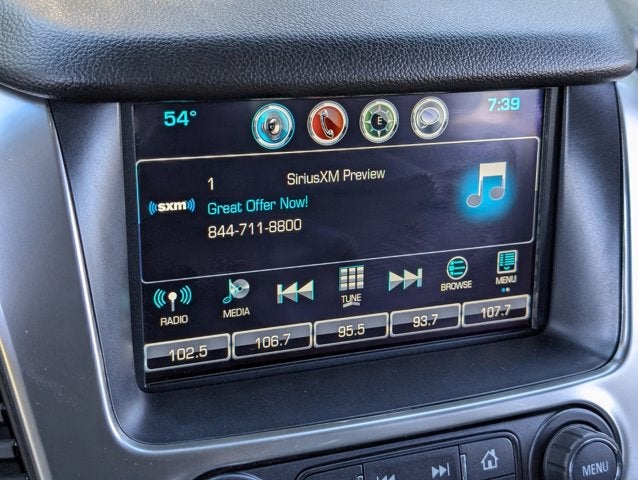 54° 7:39
E
1 SiriusXM Preview
((sxm)) Great Offer Now!
844-711-8800
RADIO MEDIA TUNE BROWSE MENU
102.5 106.7 95.5 93.7 107.7
MENU